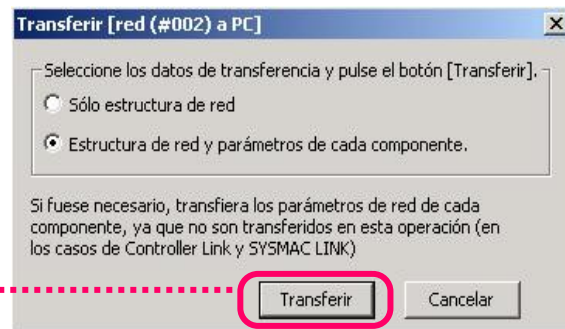 Transferir [red (#002) a PC]
Seleccione los datos de transferencia y pulse el botón [Transferir].
Sólo estructura de red
Estructura de red y parámetros de cada componente.
Si fuese necesario, transfiera los parámetros de red de cada
componente, ya que no son transferidos en esta operación (en
los casos de Controller Link y SYSMAC LINK)
Transferir
Cancelar